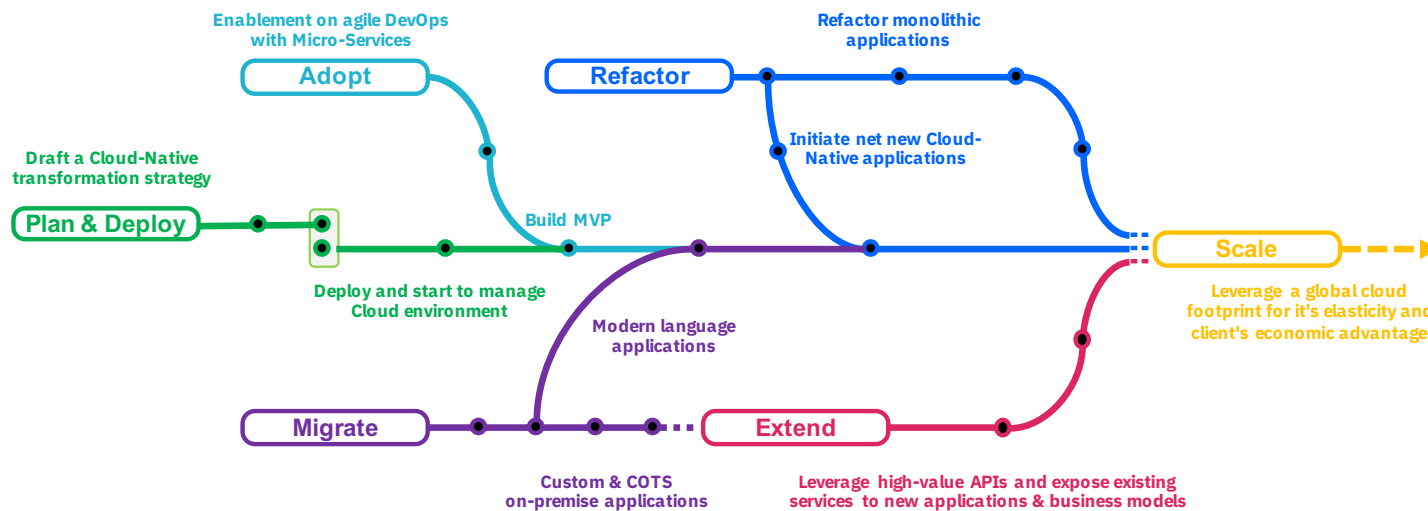 Enablement on agile DevOps
with Micro-Services
Adopt
Refactor monolithic
applications
Refactor
Initiate net new Cloud-
Native applications
Draft a Cloud-Native
transformation strategy
Plan & Deploy
Build MVP
Deploy and start to manage
Cloud environment
Scale
Leverage a global cloud
footprint for it's elasticity and
client's economic advantage
Modern language
applications
Migrate
Custom & COTS
on-premise applications
Extend
Leverage high-value APIs and expose existing
services to new applications & business models